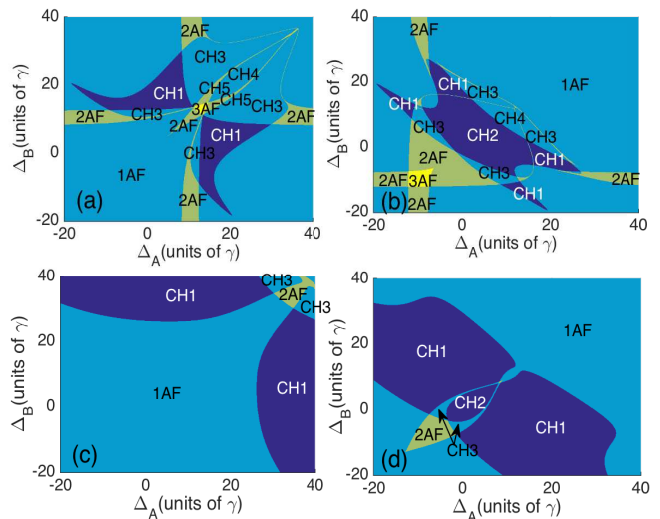 40
30
20
10
0
-20
Δ_B(units of γ)
2AF
CH3
CH4
CH1
CH5
CH5
CH3
3AF
2AF
CH3
2AF
2AF
CH1
CH3
1AF
2AF
(a)
-20 0 20 40
Δ_A(units of γ)
40
20
0
-20
Δ_B(units of γ)
2AF
1AF
CH1
CH3
CH1
CH4
CH3
CH3
CH2
2AF
CH1
CH3
2AF
3AF
2AF
CH1
2AF
(b)
-20 0 20 40
Δ_A(units of γ)
40
20
0
-20
Δ_B(units of γ)
CH3
CH1
2AF
CH3
1AF
CH1
(c)
-20 0 20 40
Δ_A(units of γ)
40
20
0
-20
Δ_B(units of γ)
1AF
CH1
CH2
CH1
2AF
CH3
(d)
-20 0 20 40
Δ_A(units of γ)